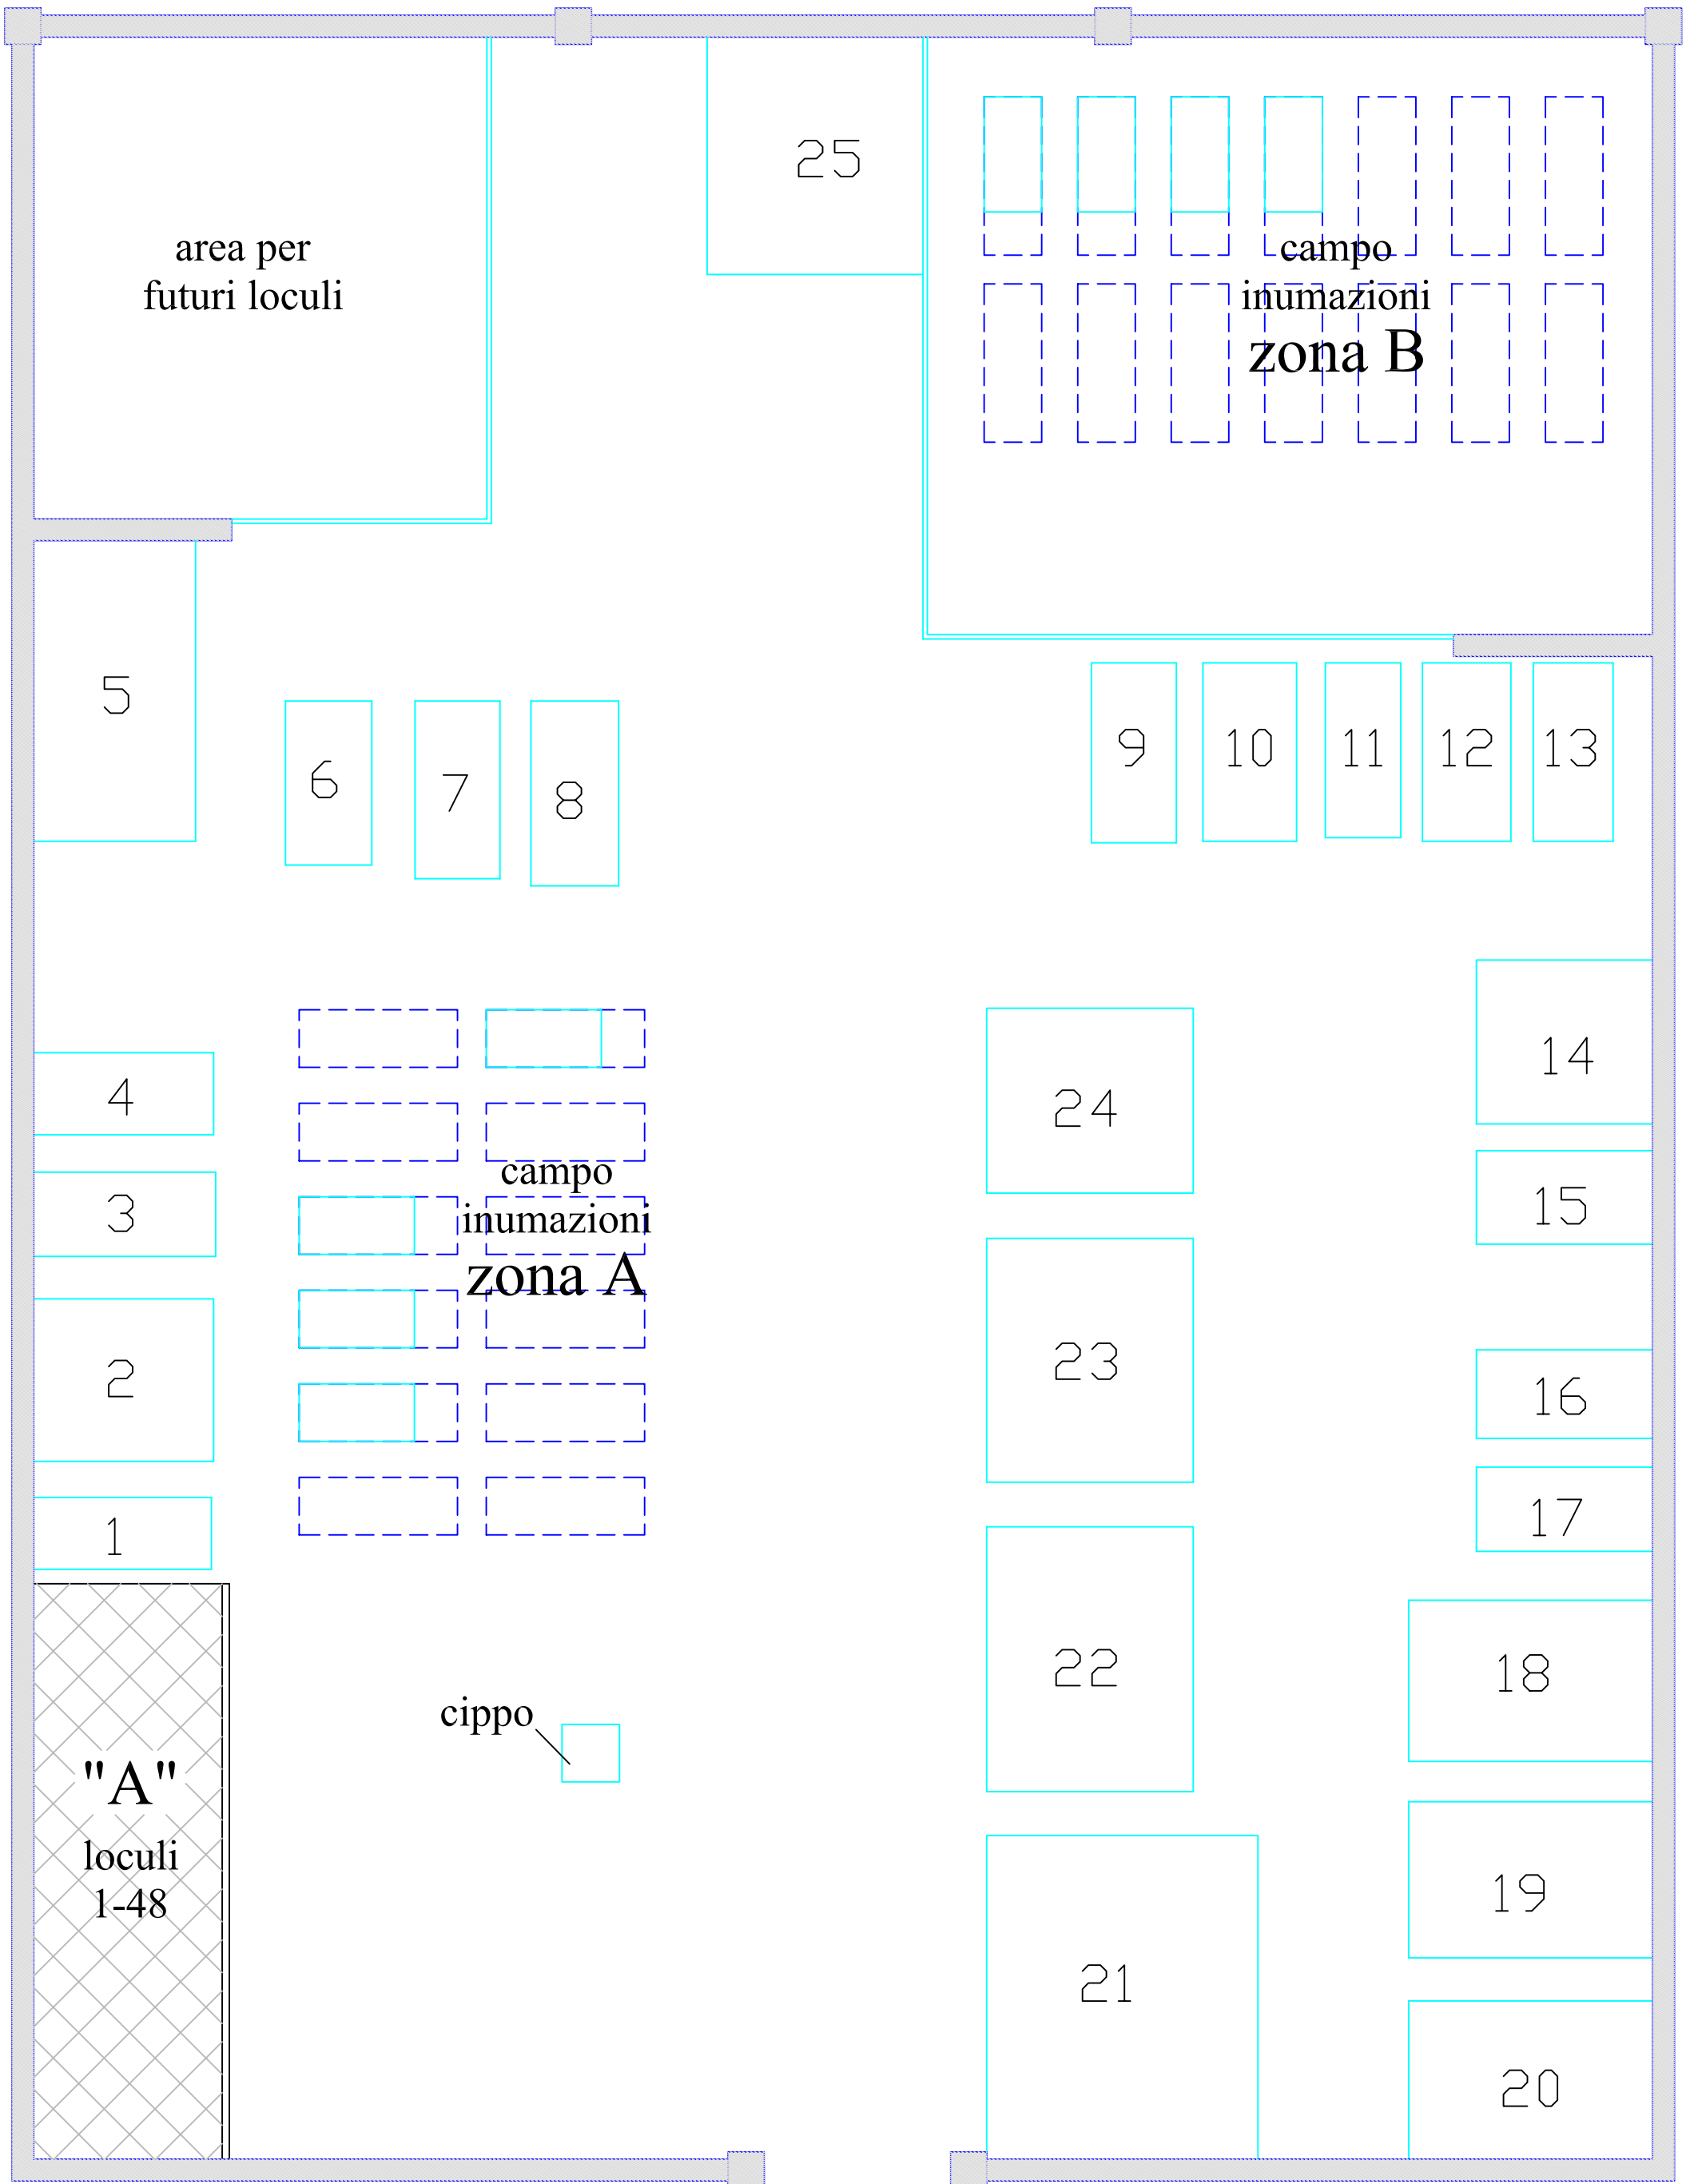 25
area per
futuri loculi
campo
inumazioni
zona B
5
6
7
8
9
10
11
12
13
14
24
4
15
3
campo
inumazioni
zona A
23
2
16
17
1
22
18
cippo
"A"
loculi
1-48
19
21
20